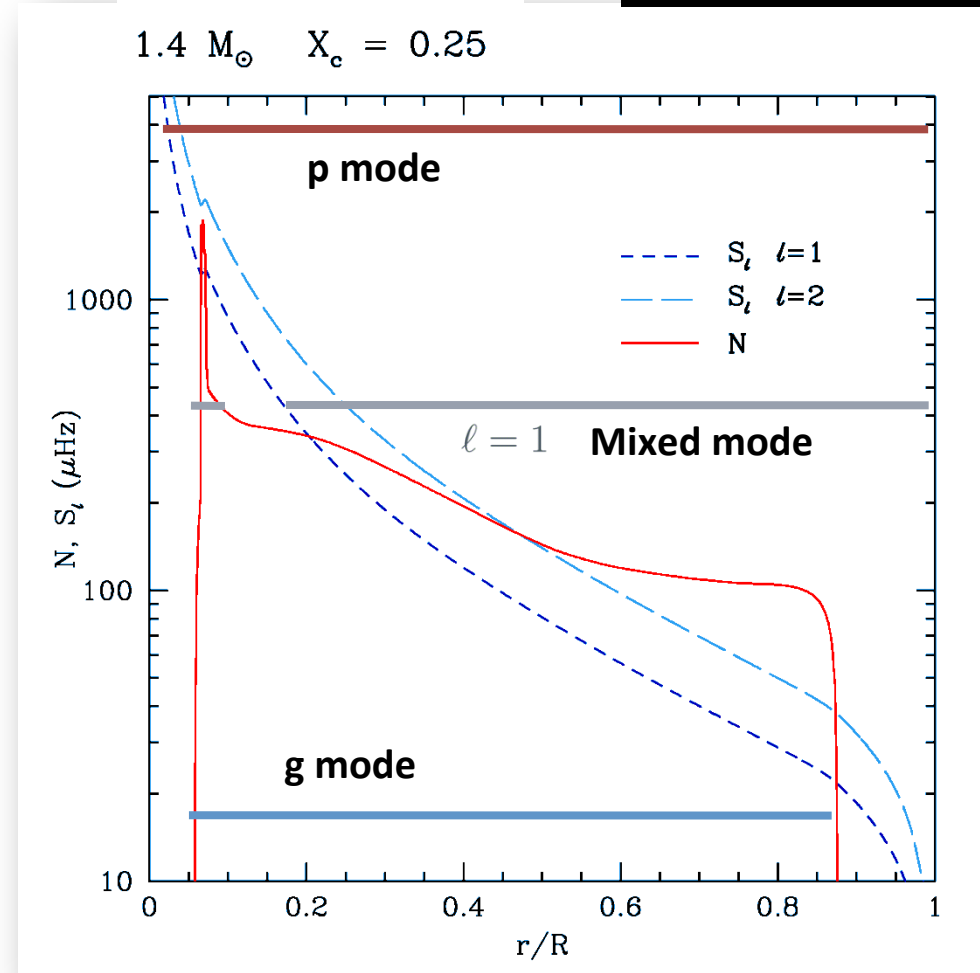 1.4 M☉ X_c = 0.25
p mode
S_ℓ ℓ=1
S_ℓ ℓ=2
N
1000
ℓ = 1 Mixed mode
N, S_ℓ (μHz)
100
g mode
10
0 0.2 0.4 0.6 0.8 1
r/R